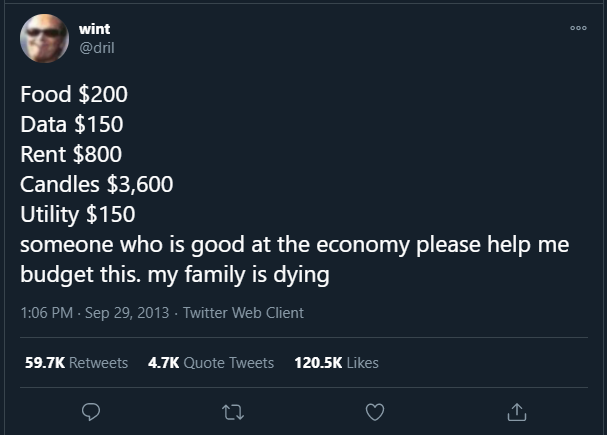 wint
@dril
Food $200
Data $150
Rent $800
Candles $3,600
Utility $150
someone who is good at the economy please help me
budget this. my family is dying
1:06 PM · Sep 29, 2013 · Twitter Web Client
59.7K Retweets 4.7K Quote Tweets 120.5K Likes